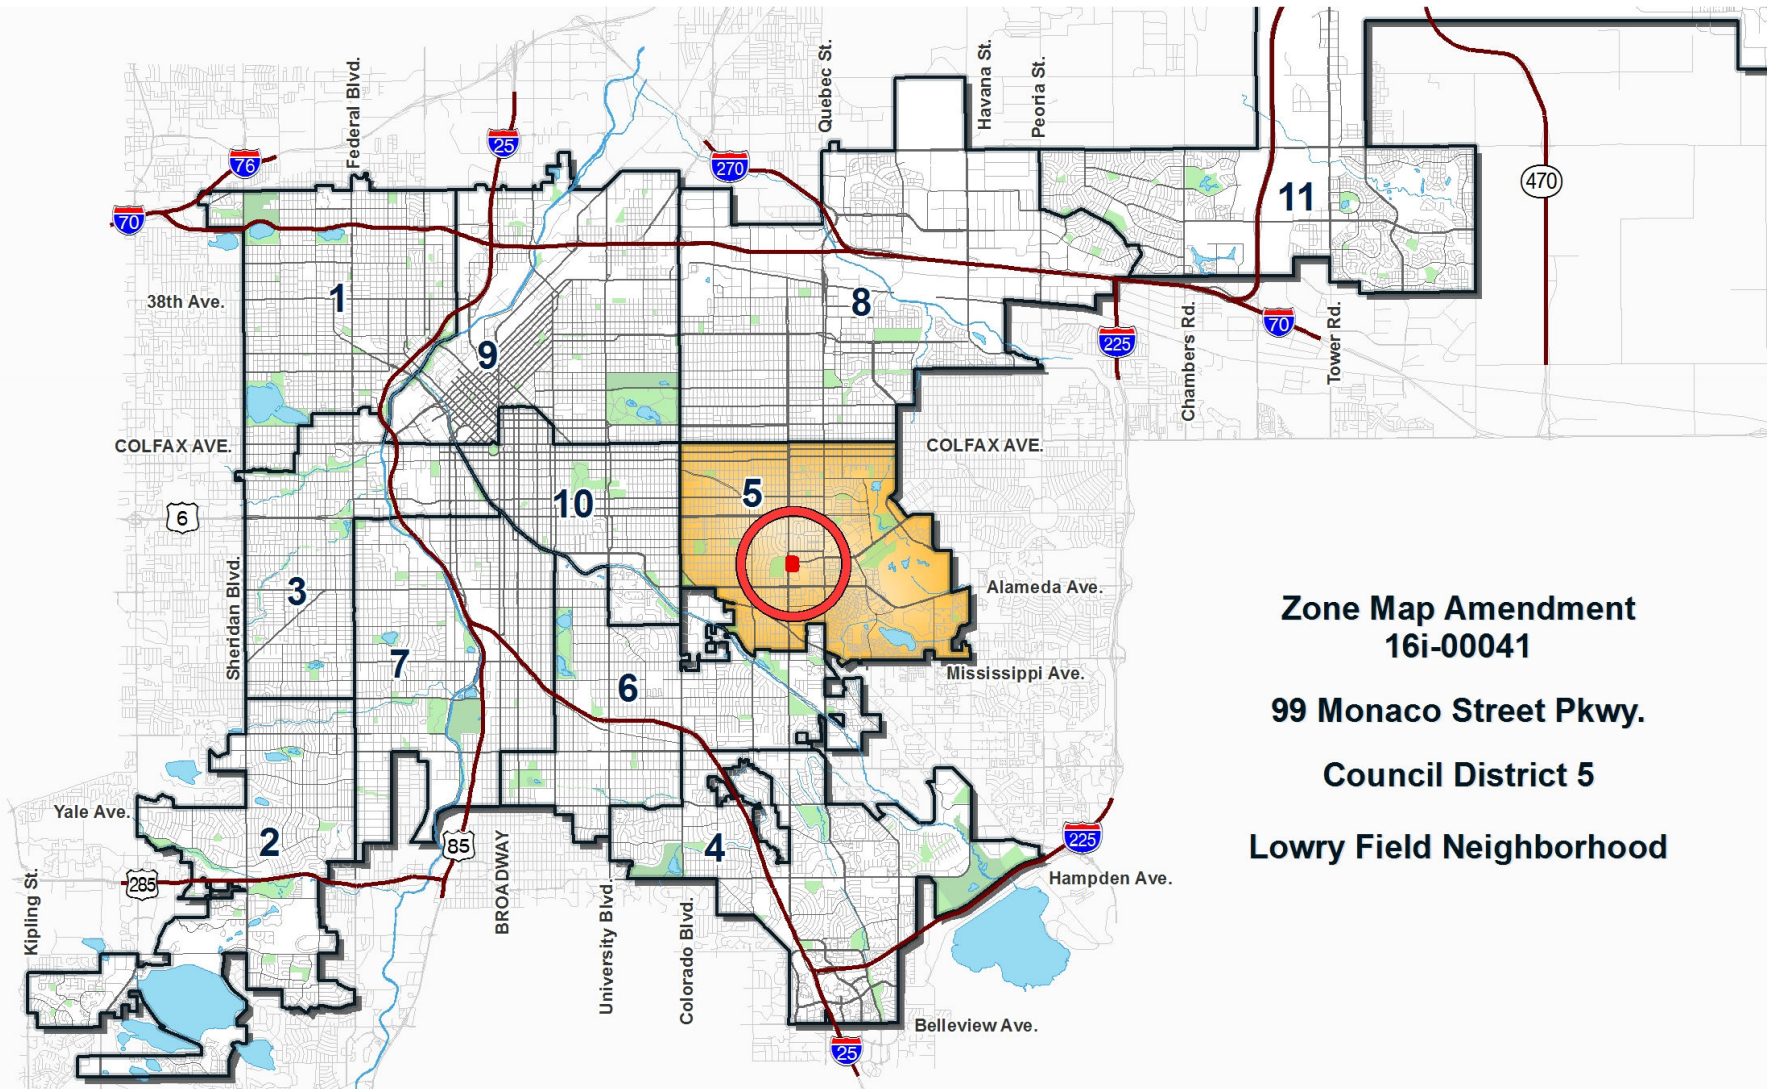 Federal Blvd.
Quebec St.
Havana St.
Peoria St.
25
76
270
470
70
11
38th Ave.
1
8
9
Chambers Rd.
70
Tower Rd.
225
COLFAX AVE.
COLFAX AVE.
5
10
6
Sheridan Blvd.
3
Alameda Ave.
7
6
Mississippi Ave.
Zone Map Amendment
16i-00041
99 Monaco Street Pkwy.
Council District 5
Lowry Field Neighborhood
Yale Ave.
2
85
BROADWAY
4
225
285
Hampden Ave.
Kipling St.
University Blvd.
Colorado Blvd.
Belleview Ave.
25